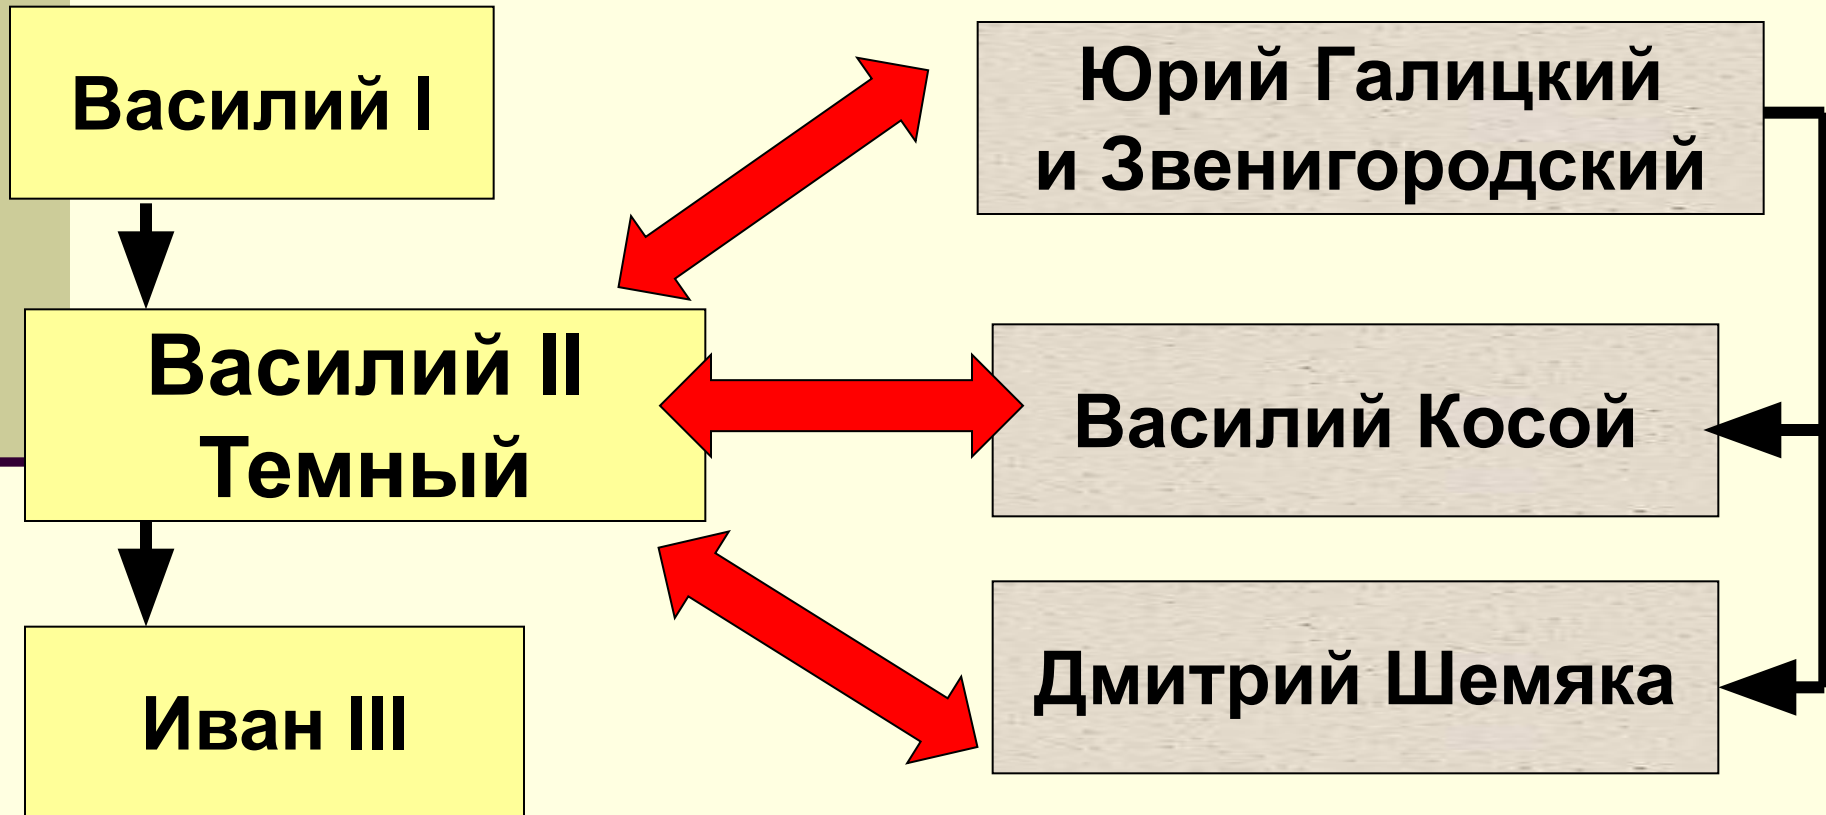 Василий I
Юрий Галицкий
и Звенигородский
Василий II
Темный
Василий Косой
Дмитрий Шемяка
Иван III